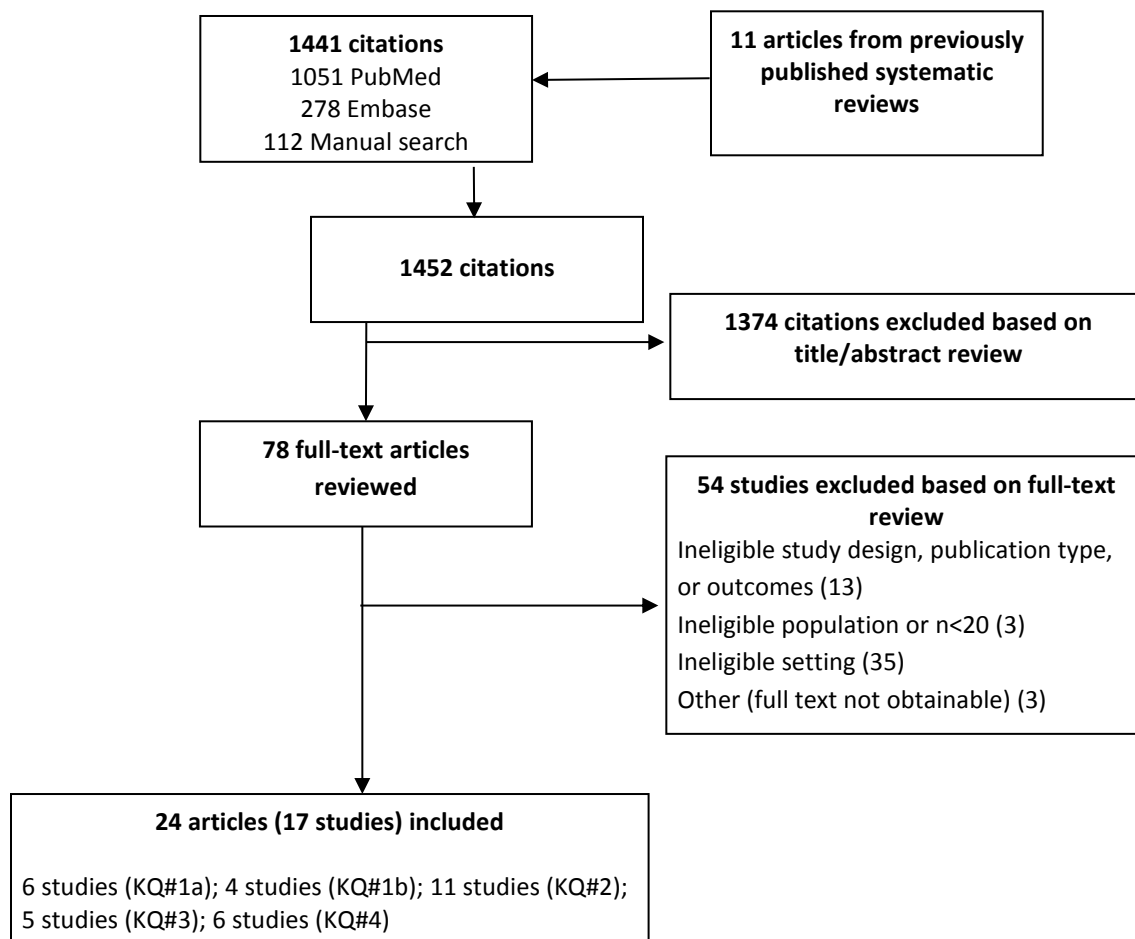 1441 citations
1051 PubMed
278 Embase
112 Manual search
11 articles from previously
published systematic
reviews
1452 citations
1374 citations excluded based on
title/abstract review
78 full-text articles
reviewed
54 studies excluded based on full-text
review
Ineligible study design, publication type,
or outcomes (13)
Ineligible population or n<20 (3)
Ineligible setting (35)
Other (full text not obtainable) (3)
24 articles (17 studies) included
6 studies (KQ#1a); 4 studies (KQ#1b); 11 studies (KQ#2);
5 studies (KQ#3); 6 studies (KQ#4)